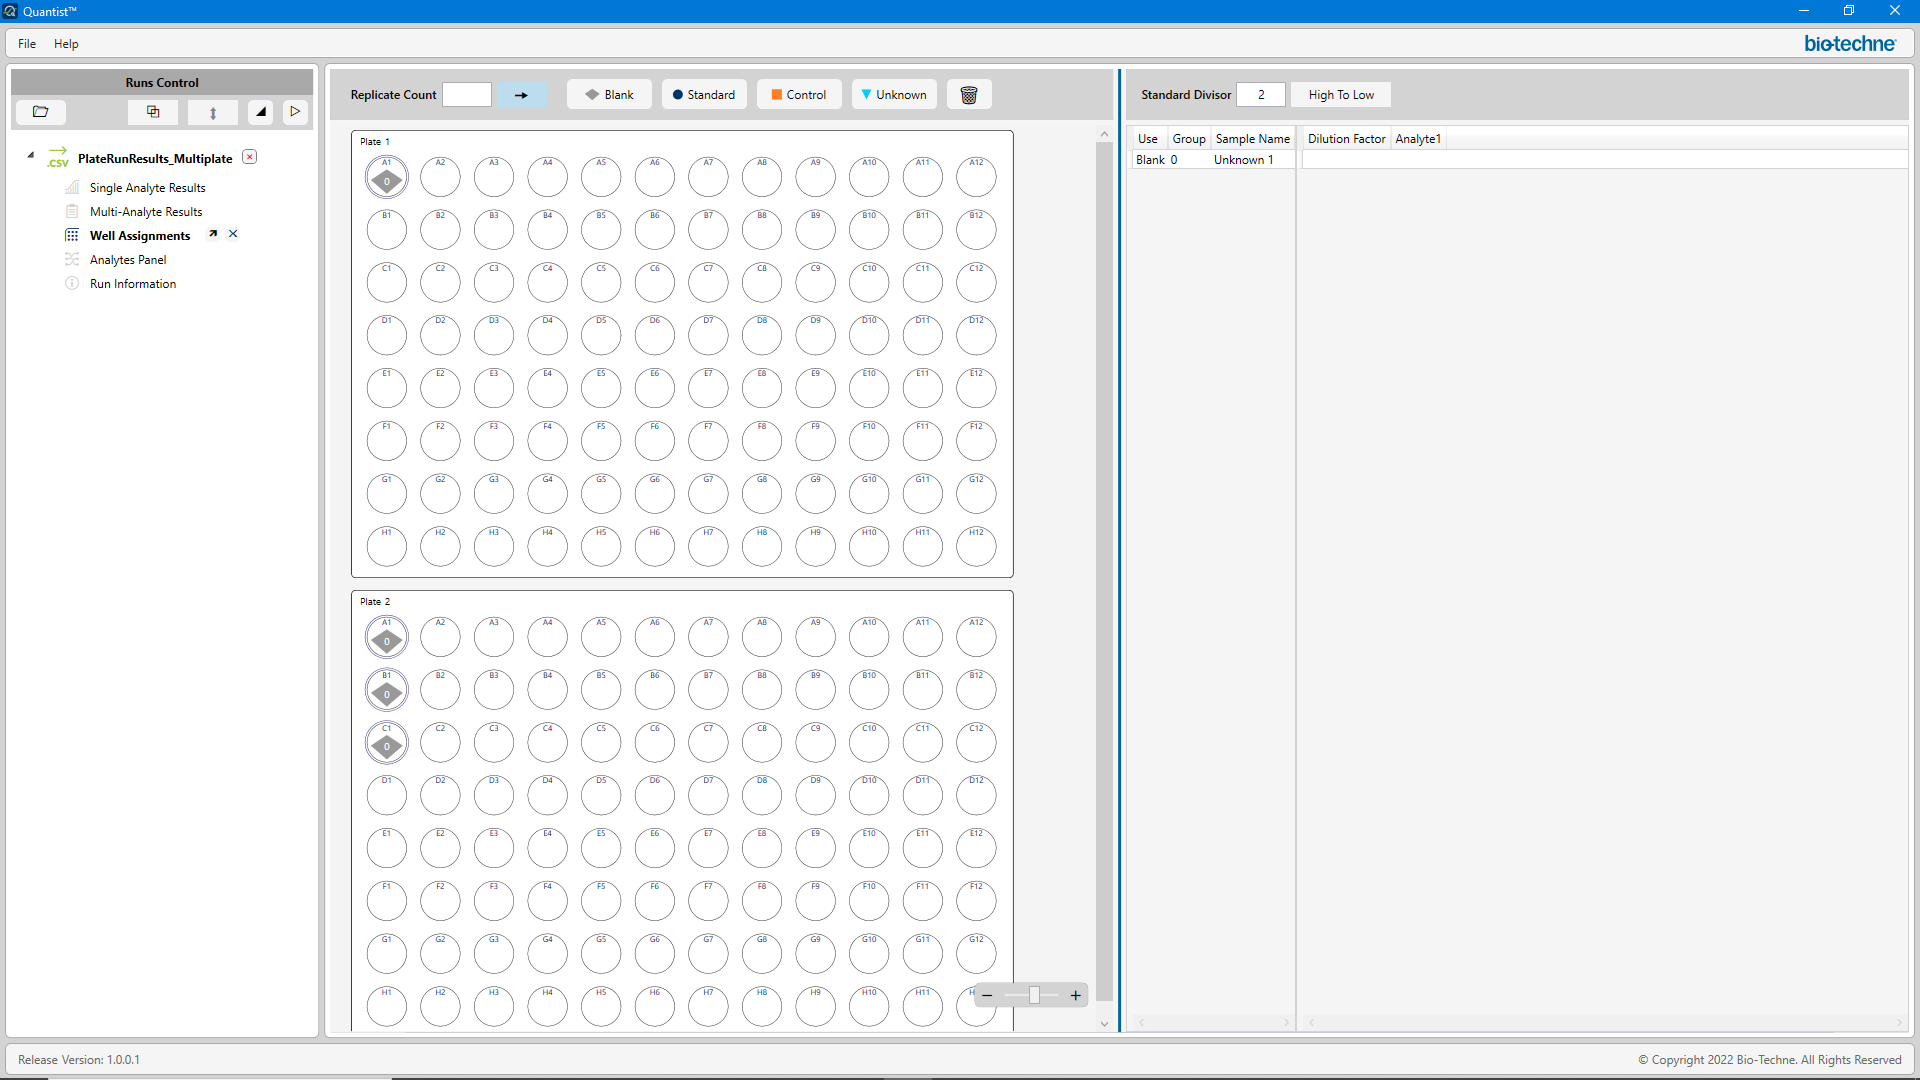 Quantist™
File Help
bio-techne
Runs Control
.CSV PlateRunResults_Multiplate
Single Analyte Results
Multi-Analyte Results
Well Assignments
Analytes Panel
Run Information
Replicate Count Blank Standard Control Unknown
Plate 1
A1 A2 A3 A4 A5 A6 A7 A8 A9 A10 A11 A12
0
B1 B2 B3 B4 B5 B6 B7 B8 B9 B10 B11 B12
C1 C2 C3 C4 C5 C6 C7 C8 C9 C10 C11 C12
D1 D2 D3 D4 D5 D6 D7 D8 D9 D10 D11 D12
E1 E2 E3 E4 E5 E6 E7 E8 E9 E10 E11 E12
F1 F2 F3 F4 F5 F6 F7 F8 F9 F10 F11 F12
G1 G2 G3 G4 G5 G6 G7 G8 G9 G10 G11 G12
H1 H2 H3 H4 H5 H6 H7 H8 H9 H10 H11 H12
Plate 2
A1 A2 A3 A4 A5 A6 A7 A8 A9 A10 A11 A12
0
B1 B2 B3 B4 B5 B6 B7 B8 B9 B10 B11 B12
0
C1 C2 C3 C4 C5 C6 C7 C8 C9 C10 C11 C12
0
D1 D2 D3 D4 D5 D6 D7 D8 D9 D10 D11 D12
E1 E2 E3 E4 E5 E6 E7 E8 E9 E10 E11 E12
F1 F2 F3 F4 F5 F6 F7 F8 F9 F10 F11 F12
G1 G2 G3 G4 G5 G6 G7 G8 G9 G10 G11 G12
H1 H2 H3 H4 H5 H6 H7 H8 H9 H10 H11 H
Standard Divisor 2 High To Low
Use Group Sample Name Dilution Factor Analyte1
Blank 0 Unknown 1
Release Version: 1.0.0.1
© Copyright 2022 Bio-Techne. All Rights Reserved